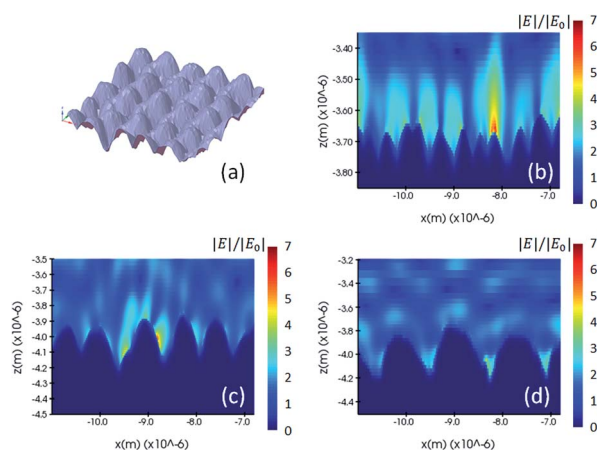 (a)
|E|/|E₀|
7
6
5
4
3
2
1
0
-3.40
-3.50
-3.60
-3.70
-3.80
z(m) (x10^-6)
-10.0 -9.0 -8.0 -7.0
x(m) (x10^-6)
(b)
|E|/|E₀|
7
6
5
4
3
2
1
0
-3.5
-3.6
-3.7
-3.8
-3.9
-4.0
-4.1
-4.2
-4.3
-4.4
-4.5
z(m) (x10^-6)
-10.0 -9.0 -8.0 -7.0
x(m) (x10^-6)
(c)
|E|/|E₀|
7
6
5
4
3
2
1
0
-3.2
-3.4
-3.6
-3.8
-4.0
-4.2
-4.4
z(m) (x10^-6)
-10.0 -9.0 -8.0 -7.0
x(m) (x10^-6)
(d)